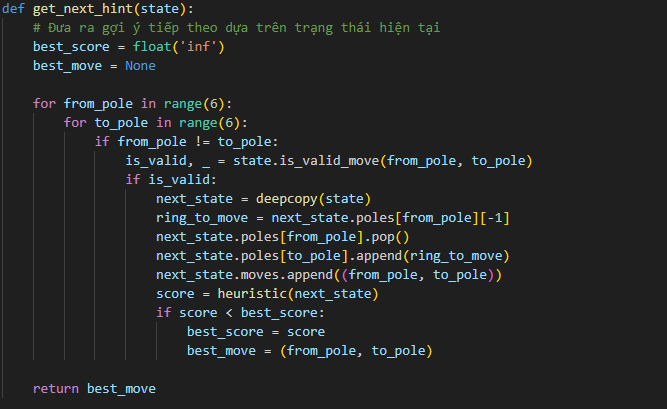 def get_next_hint(state):
    # Đưa ra gợi ý tiếp theo dựa trên trạng thái hiện tại
    best_score = float('inf')
    best_move = None

    for from_pole in range(6):
        for to_pole in range(6):
            if from_pole != to_pole:
                is_valid, _ = state.is_valid_move(from_pole, to_pole)
                if is_valid:
                    next_state = deepcopy(state)
                    ring_to_move = next_state.poles[from_pole][-1]
                    next_state.poles[from_pole].pop()
                    next_state.poles[to_pole].append(ring_to_move)
                    next_state.moves.append((from_pole, to_pole))
                    score = heuristic(next_state)
                    if score < best_score:
                        best_score = score
                        best_move = (from_pole, to_pole)

    return best_move